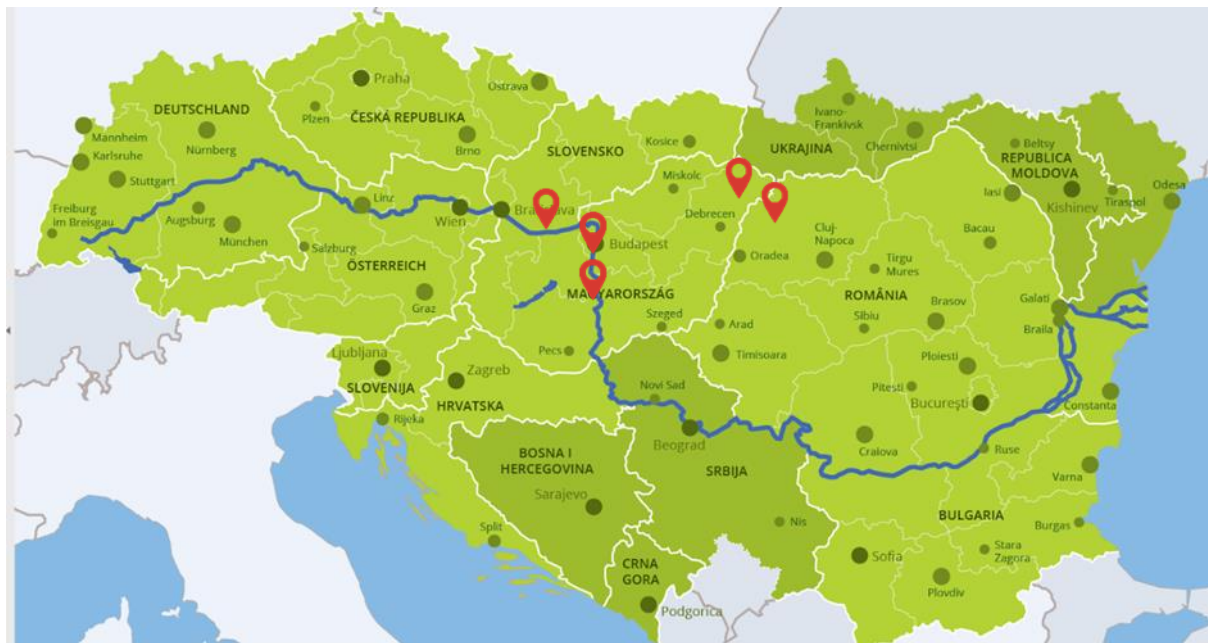 Praha
Ostrava
DEUTSCHLAND
Plzen
ČESKÁ REPUBLIKA
Mannheim
Nürnberg
Brno
Karlsruhe
Stuttgart
SLOVENSKO
Kosice
Ivano-
Frankivsk
Chernivtsi
UKRAJINA
Beltsy
REPUBLICA
MOLDOVA
Miskolc
Iasi
Kishinev
Tiraspol
Odesa
Freiburg
im Breisgau
Augsburg
München
Linz
Wien
Salzburg
ÖSTERREICH
Graz
Budapest
Debrecen
Oradea
Cluj-
Napoca
Tirgu
Mures
Bacau
MAGYARORSZÁG
Szeged
Pecs
Arad
Timisoara
ROMÂNIA
Sibiu
Brasov
Galati
Braila
Ljubljana
SLOVENIJA
Zagreb
HRVATSKA
Rijeka
Novi Sad
Beograd
Ploiesti
Pitesti
Bucureşti
Constanta
Craiova
Ruse
Varna
BOSNA I
HERCEGOVINA
Sarajevo
SRBIJA
Split
Nis
BULGARIA
Burgas
Sofia
Stara
Zagora
Plovdiv
CRNA
GORA
Podgorica